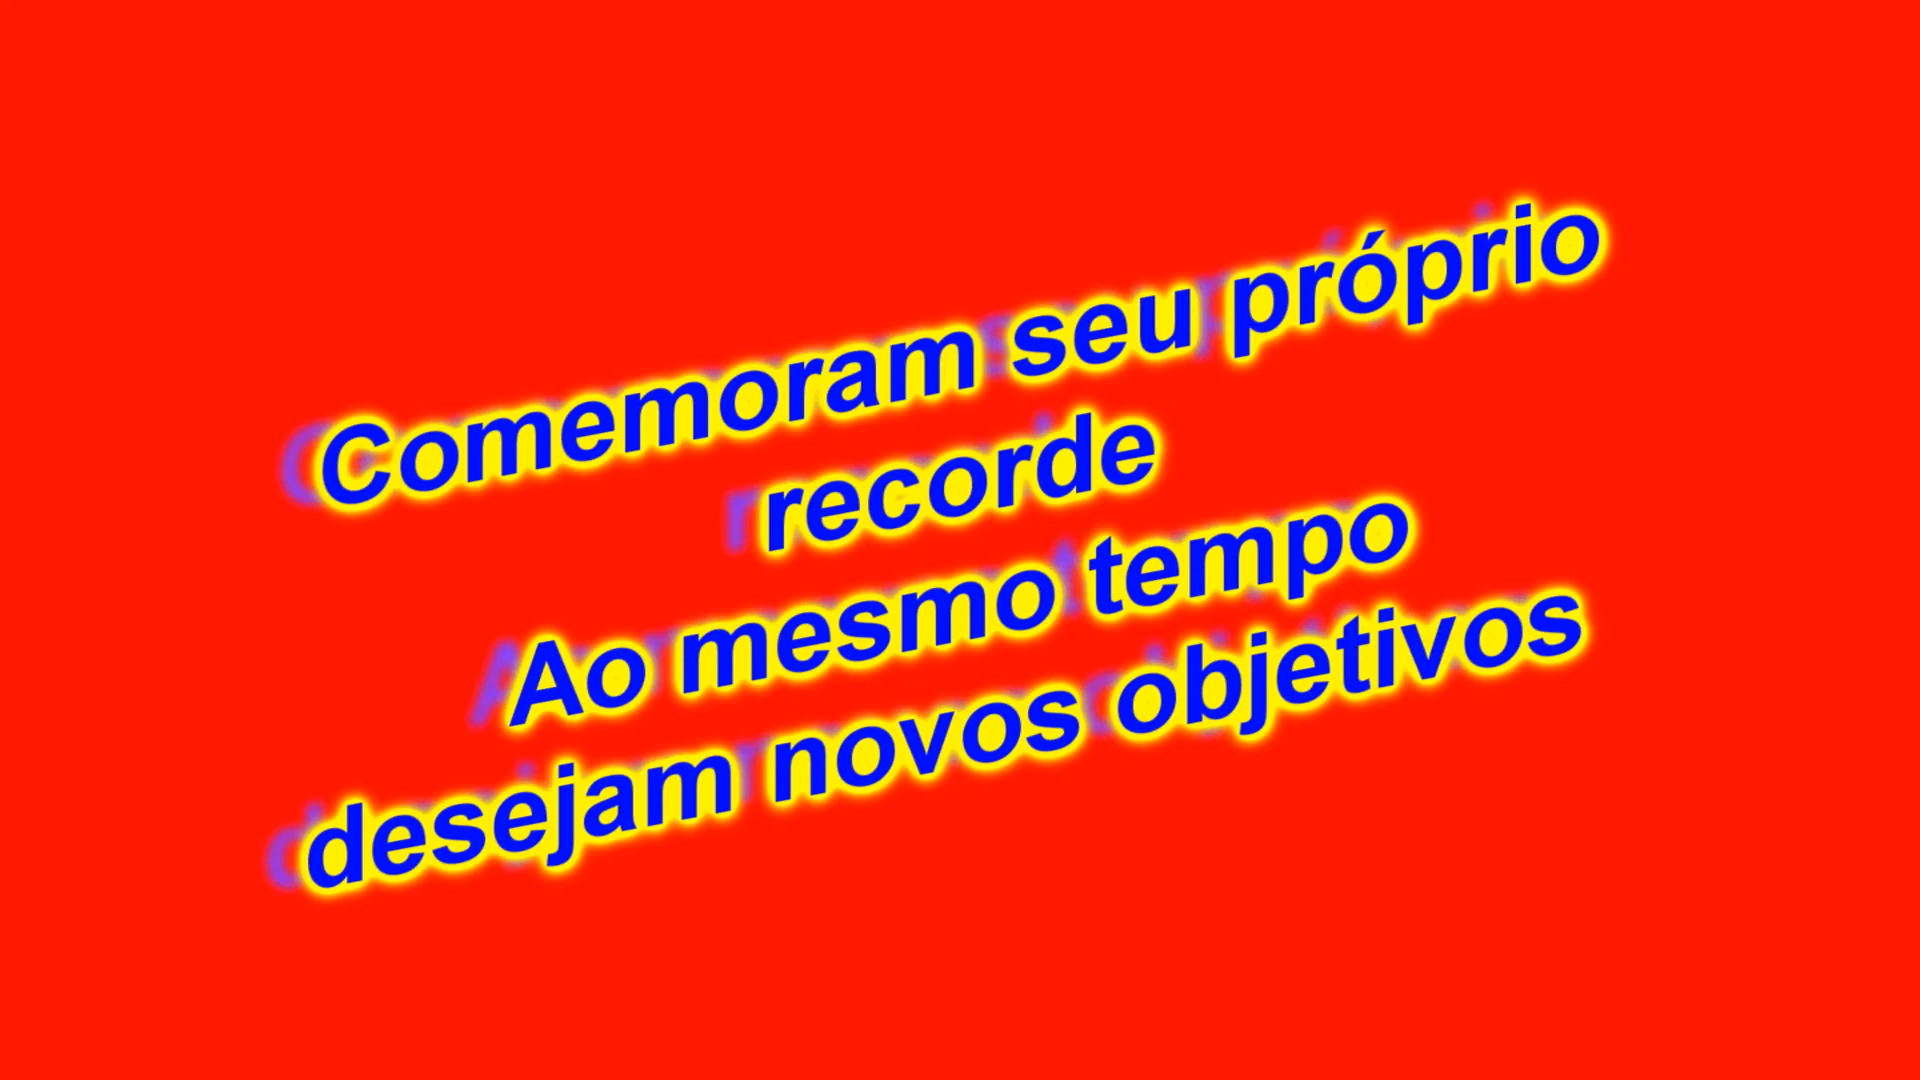 Comemoram seu próprio
recorde
Ao mesmo tempo
desejam novos objetivos